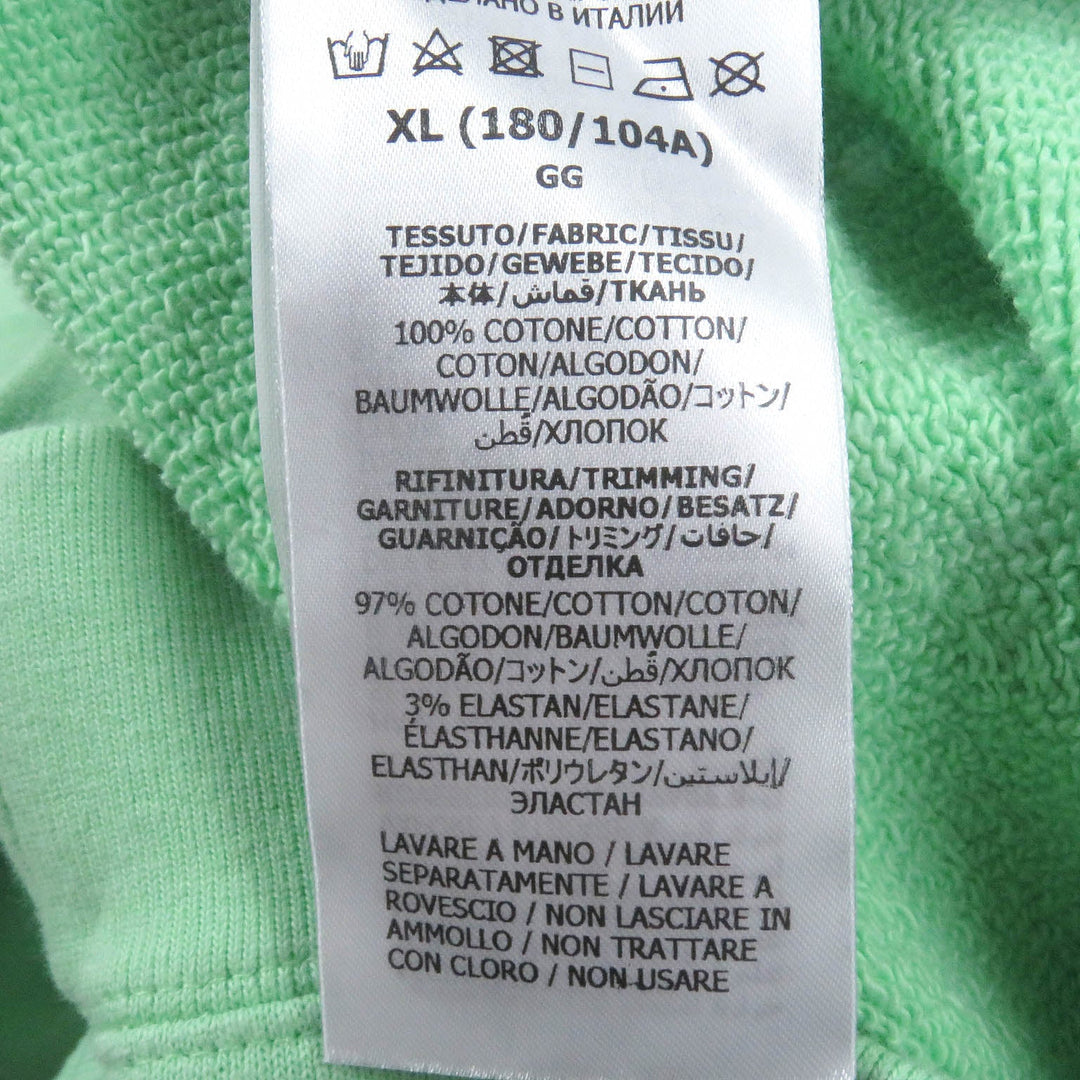 СДЕЛАНО В ИТАЛИИ
XL (180/104A)
GG
TESSUTO/FABRIC/TISSU/
TEJIDO/GEWEBE/TECIDO/
本体/قماش/ТКАНЬ
100% COTONE/COTTON/
COTON/ALGODON/
BAUMWOLLE/ALGODÃO/コットン/
قُطن/ХЛОПОК
RIFINITURA/TRIMMING/
GARNITURE/ADORNO/BESATZ/
GUARNIÇÃO/トリミング/حافات/
ОТДЕЛКА
97% COTONE/COTTON/COTON/
ALGODON/BAUMWOLLE/
ALGODÃO/コットン/قُطن/ХЛОПОК
3% ELASTAN/ELASTANE/
ÉLASTHANNE/ELASTANO/
ELASTHAN/ポリウレタン/إيلاستين/
ЭЛАСТАН
LAVARE A MANO / LAVARE
SEPARATAMENTE / LAVARE A
ROVESCIO / NON LASCIARE IN
AMMOLLO / NON TRATTARE
CON CLORO / NON USARE